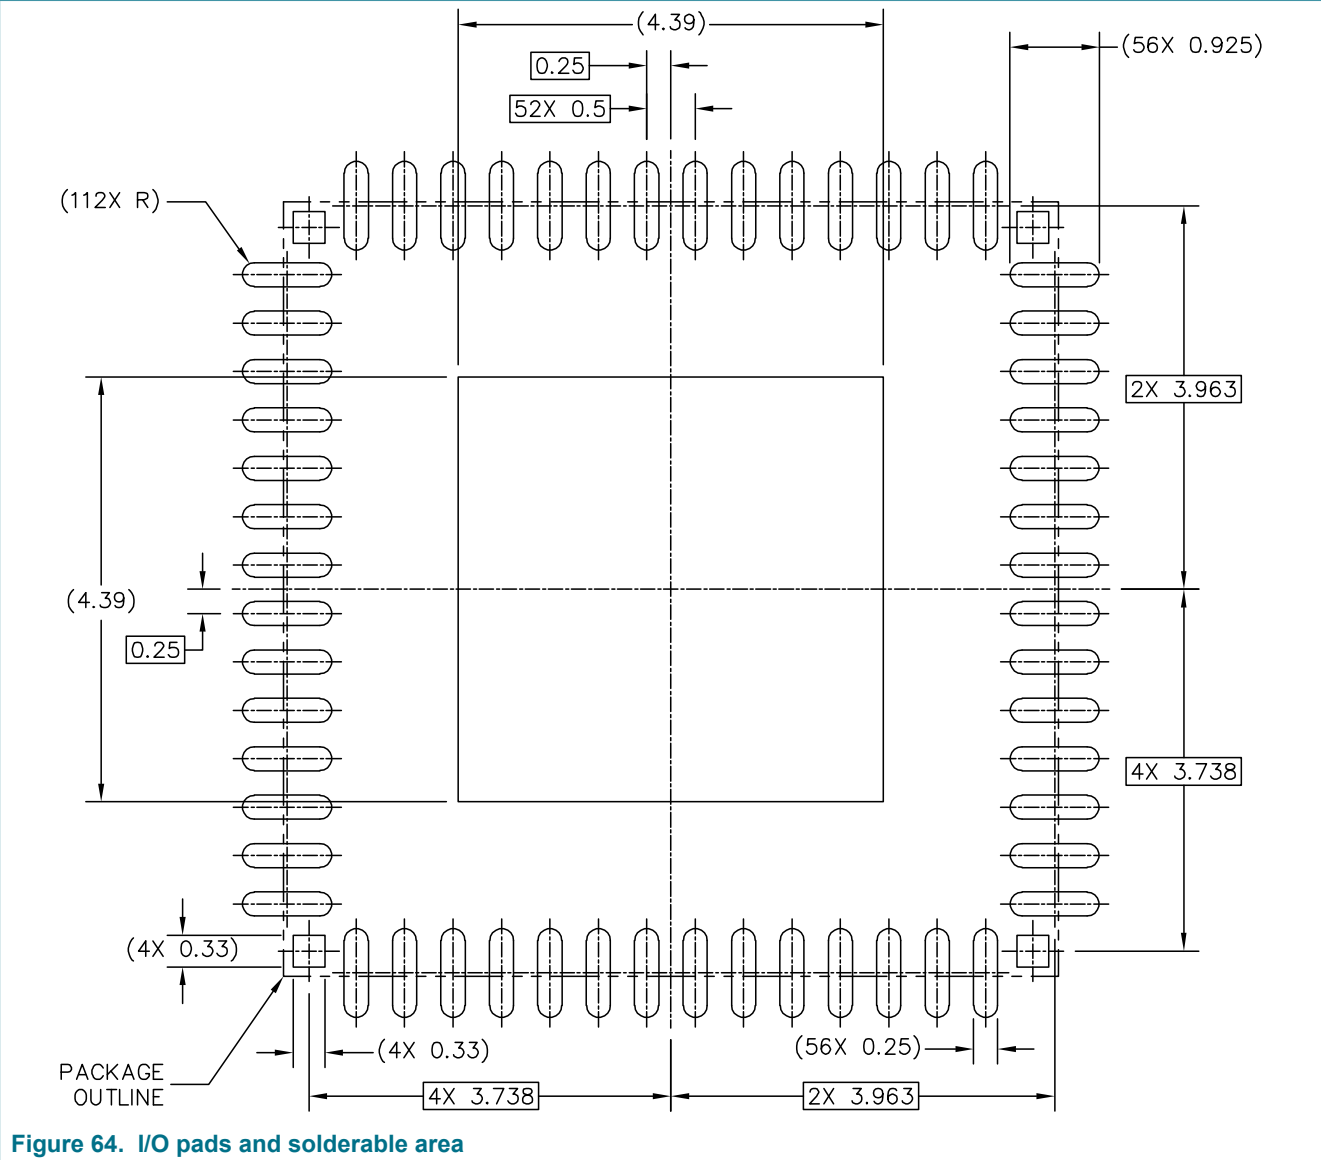 (4.39)
(56X 0.925)
0.25
52X 0.5
(112X R)
2X 3.963
(4.39)
0.25
4X 3.738
(4X 0.33)
(4X 0.33)
(56X 0.25)
PACKAGE
OUTLINE
4X 3.738
2X 3.963
Figure 64. I/O pads and solderable area